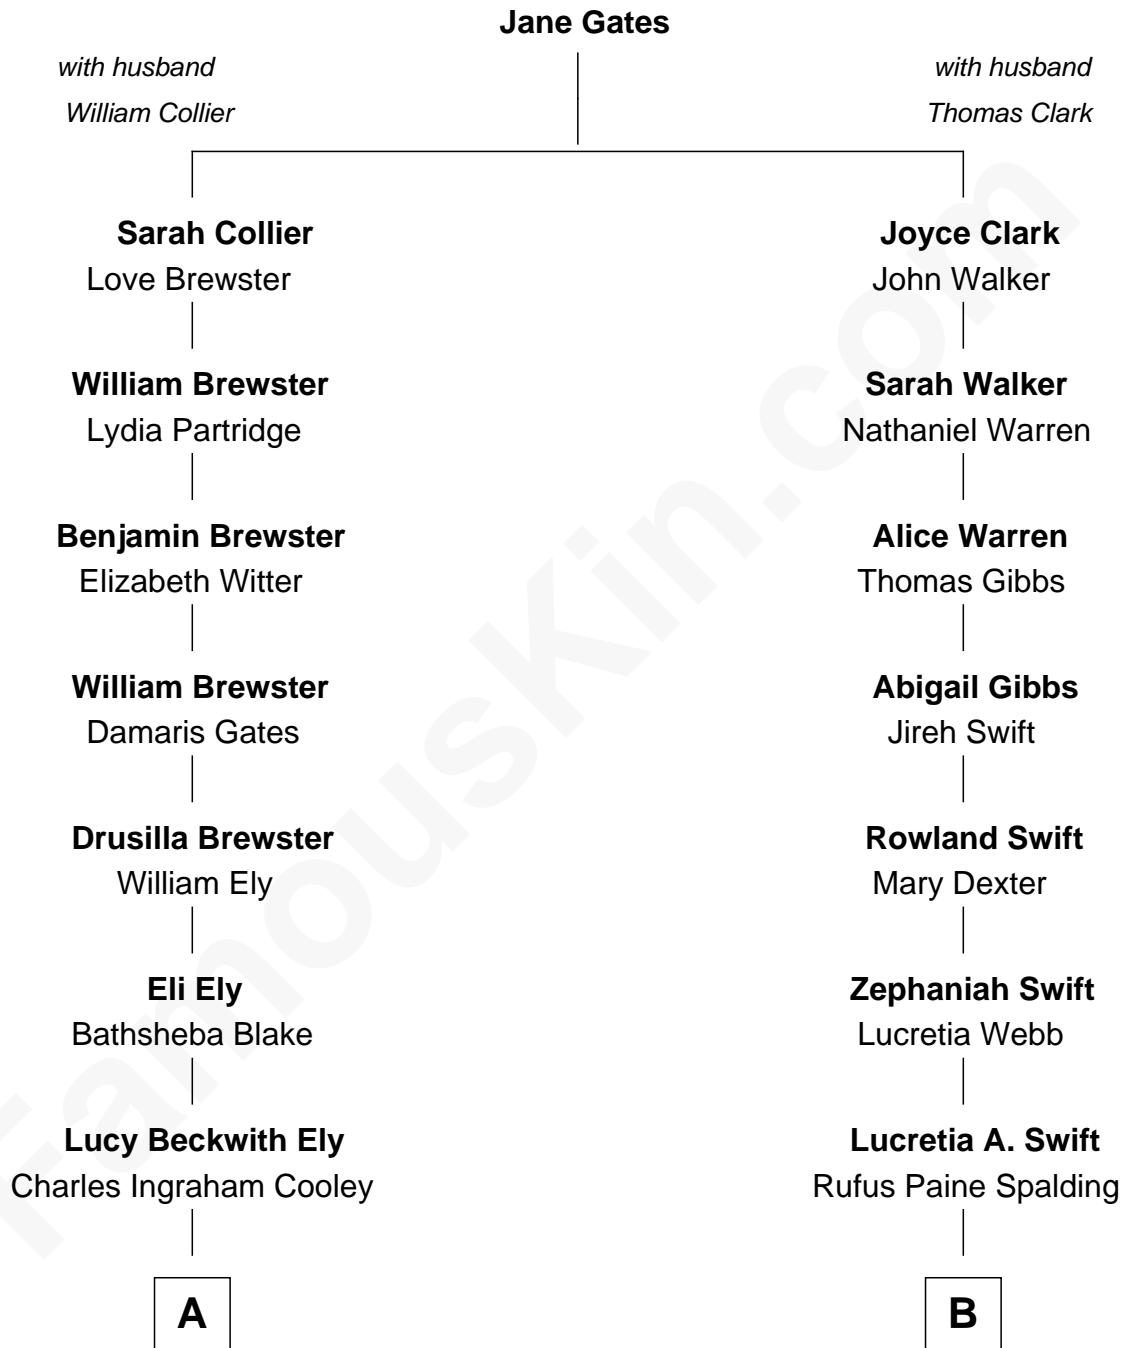 Jane Gates
with husband
William Collier
with husband
Thomas Clark
Sarah Collier
Love Brewster
Joyce Clark
John Walker
William Brewster
Lydia Partridge
Sarah Walker
Nathaniel Warren
Benjamin Brewster
Elizabeth Witter
Alice Warren
Thomas Gibbs
William Brewster
Damaris Gates
Abigail Gibbs
Jireh Swift
Drusilla Brewster
William Ely
Rowland Swift
Mary Dexter
Eli Ely
Bathsheba Blake
Zephaniah Swift
Lucretia Webb
Lucy Beckwith Ely
Charles Ingraham Cooley
Lucretia A. Swift
Rufus Paine Spalding
A
B
FamousKin.com